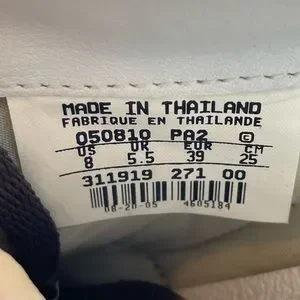 MADE IN THAILAND
FABRIQUE EN THAILANDE
050810 PA2 ©
US UK EUR CM
8 5.5 39 25
311919 271 00
08-20-05 4605184